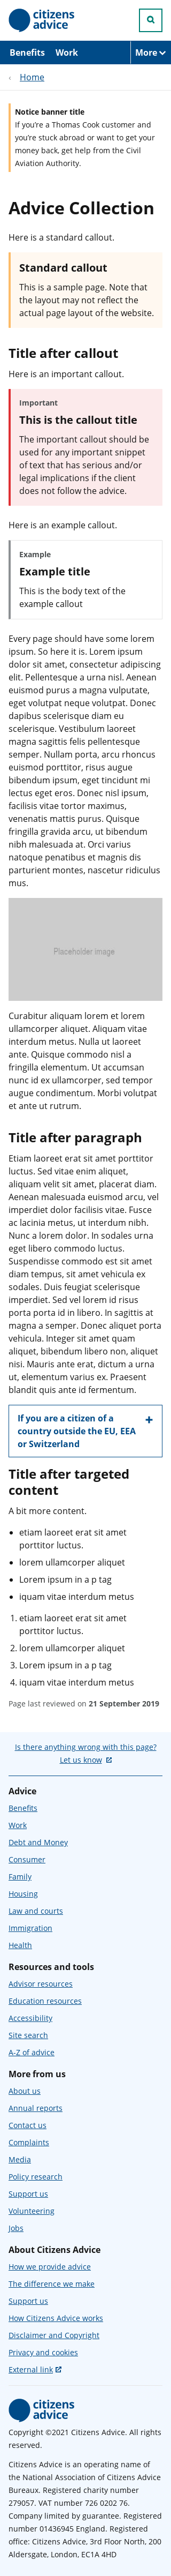 citizens
advice
Benefits Work More
‹ Home
Notice banner title
If you’re a Thomas Cook customer and
you’re stuck abroad or want to get your
money back, get help from the Civil
Aviation Authority.
Advice Collection
Here is a standard callout.
Standard callout
This is a sample page. Note that
the layout may not reflect the
actual page layout of the website.
Title after callout
Here is an important callout.
Important
This is the callout title
The important callout should be
used for any important snippet
of text that has serious and/or
legal implications if the client
does not follow the advice.
Here is an example callout.
Example
Example title
This is the body text of the
example callout
Every page should have some lorem
ipsum. So here it is. Lorem ipsum
dolor sit amet, consectetur adipiscing
elit. Pellentesque a urna nisl. Aenean
euismod purus a magna vulputate,
eget volutpat neque volutpat. Donec
dapibus scelerisque diam eu
scelerisque. Vestibulum laoreet
magna sagittis felis pellentesque
semper. Nullam porta, arcu rhoncus
euismod porttitor, risus augue
bibendum ipsum, eget tincidunt mi
lectus eget eros. Donec nisl ipsum,
facilisis vitae tortor maximus,
venenatis mattis purus. Quisque
fringilla gravida arcu, ut bibendum
nibh malesuada at. Orci varius
natoque penatibus et magnis dis
parturient montes, nascetur ridiculus
mus.
Placeholder image
Curabitur aliquam lorem et lorem
ullamcorper aliquet. Aliquam vitae
interdum metus. Nulla ut laoreet
ante. Quisque commodo nisl a
fringilla elementum. Ut accumsan
nunc id ex ullamcorper, sed tempor
augue condimentum. Morbi volutpat
et ante ut rutrum.
Title after paragraph
Etiam laoreet erat sit amet porttitor
luctus. Sed vitae enim aliquet,
aliquam velit sit amet, placerat diam.
Aenean malesuada euismod arcu, vel
imperdiet dolor facilisis vitae. Fusce
at lacinia metus, ut interdum nibh.
Nunc a lorem dolor. In sodales urna
eget libero commodo luctus.
Suspendisse commodo est sit amet
diam tempus, sit amet vehicula ex
sodales. Duis feugiat scelerisque
imperdiet. Sed vel lorem id risus
porta porta id in libero. In sagittis at
magna a semper. Donec aliquet porta
vehicula. Integer sit amet quam
aliquet, bibendum libero non, aliquet
nisi. Mauris ante erat, dictum a urna
ut, elementum varius ex. Praesent
blandit quis ante id fermentum.
If you are a citizen of a
country outside the EU, EEA
or Switzerland
Title after targeted
content
A bit more content.
• etiam laoreet erat sit amet
porttitor luctus.
• lorem ullamcorper aliquet
• Lorem ipsum in a p tag
• iquam vitae interdum metus
1. etiam laoreet erat sit amet
porttitor luctus.
2. lorem ullamcorper aliquet
3. Lorem ipsum in a p tag
4. iquam vitae interdum metus
Page last reviewed on 21 September 2019
Is there anything wrong with this page?
Let us know
Advice
Benefits
Work
Debt and Money
Consumer
Family
Housing
Law and courts
Immigration
Health
Resources and tools
Advisor resources
Education resources
Accessibility
Site search
A-Z of advice
More from us
About us
Annual reports
Contact us
Complaints
Media
Policy research
Support us
Volunteering
Jobs
About Citizens Advice
How we provide advice
The difference we make
Support us
How Citizens Advice works
Disclaimer and Copyright
Privacy and cookies
External link
citizens
advice
Copyright ©2021 Citizens Advice. All rights
reserved.
Citizens Advice is an operating name of
the National Association of Citizens Advice
Bureaux. Registered charity number
279057. VAT number 726 0202 76.
Company limited by guarantee. Registered
number 01436945 England. Registered
office: Citizens Advice, 3rd Floor North, 200
Aldersgate, London, EC1A 4HD